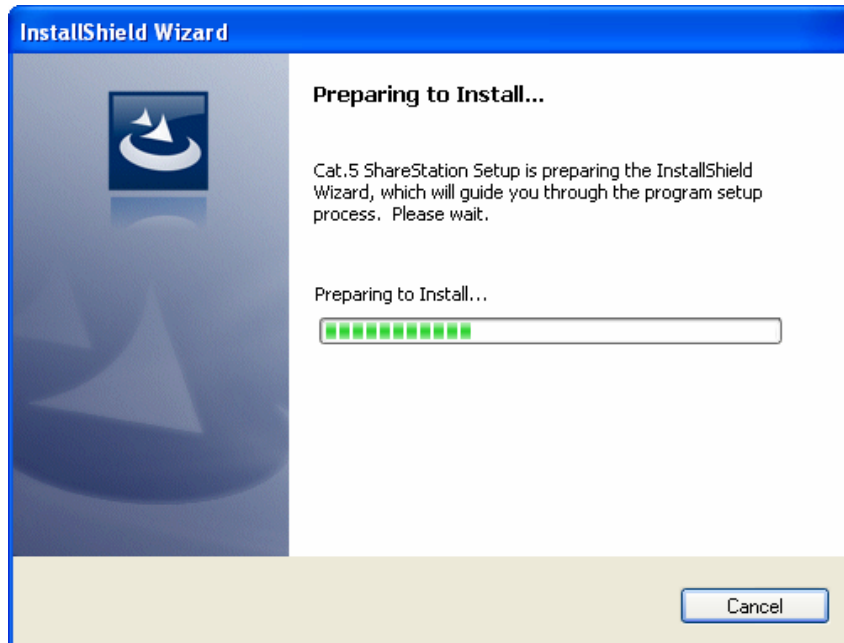 InstallShield Wizard
Preparing to Install...
Cat.5 ShareStation Setup is preparing the InstallShield
Wizard, which will guide you through the program setup
process.  Please wait.
Preparing to Install...
Cancel